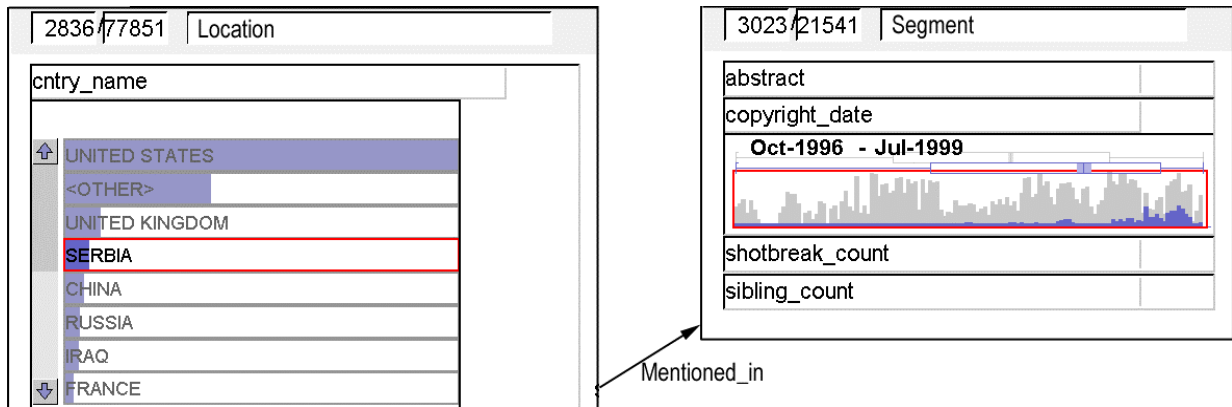 2836/77851 Location
cntry_name
UNITED STATES
<OTHER>
UNITED KINGDOM
SERBIA
CHINA
RUSSIA
IRAQ
FRANCE
Mentioned_in
3023/21541 Segment
abstract
copyright_date
Oct-1996 - Jul-1999
shotbreak_count
sibling_count